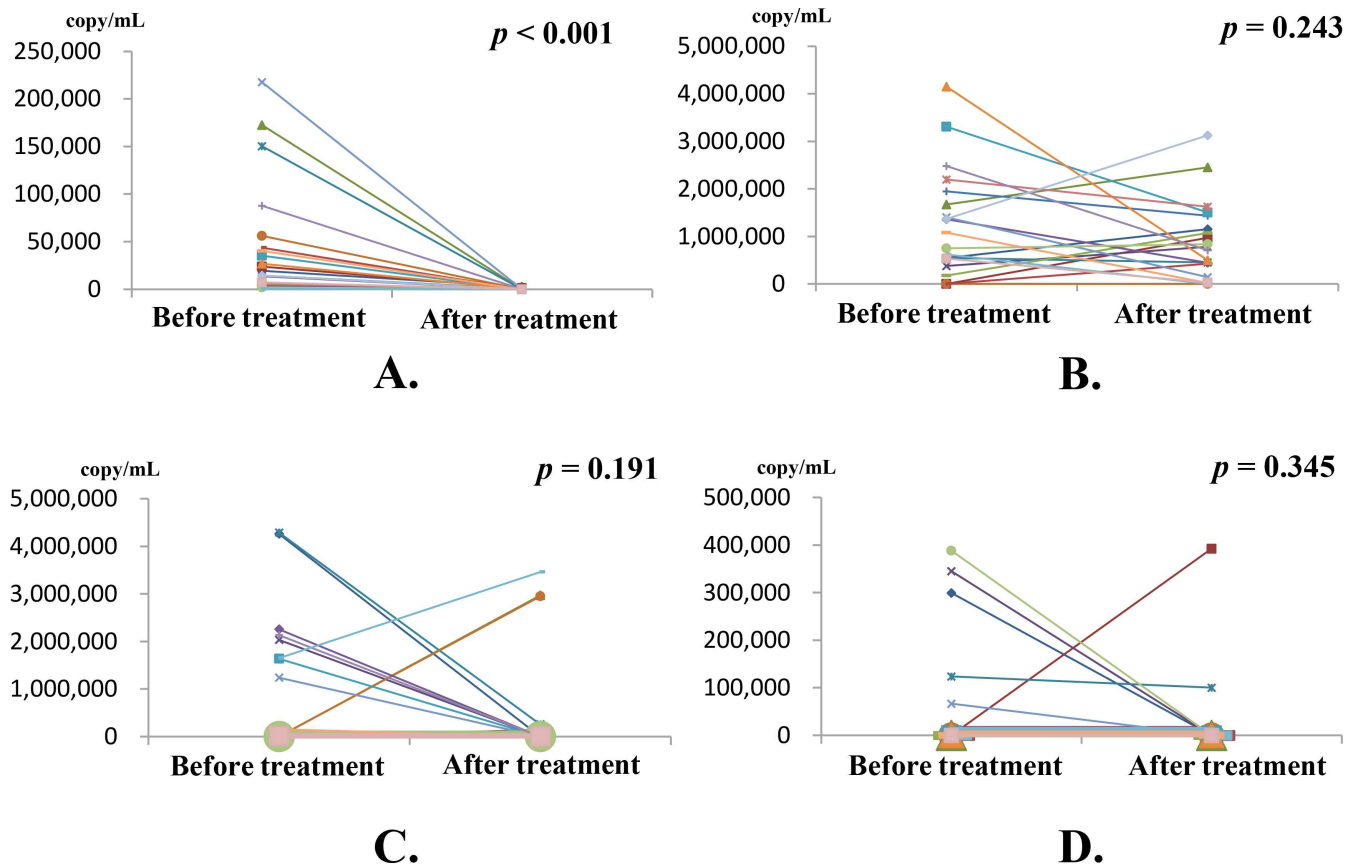 copy/mL
p < 0.001
250,000
200,000
150,000
100,000
50,000
0
Before treatment After treatment
A.
copy/mL
p = 0.243
5,000,000
4,000,000
3,000,000
2,000,000
1,000,000
0
Before treatment After treatment
B.
copy/mL
p = 0.191
5,000,000
4,000,000
3,000,000
2,000,000
1,000,000
0
Before treatment After treatment
C.
copy/mL
p = 0.345
500,000
400,000
300,000
200,000
100,000
0
Before treatment After treatment
D.